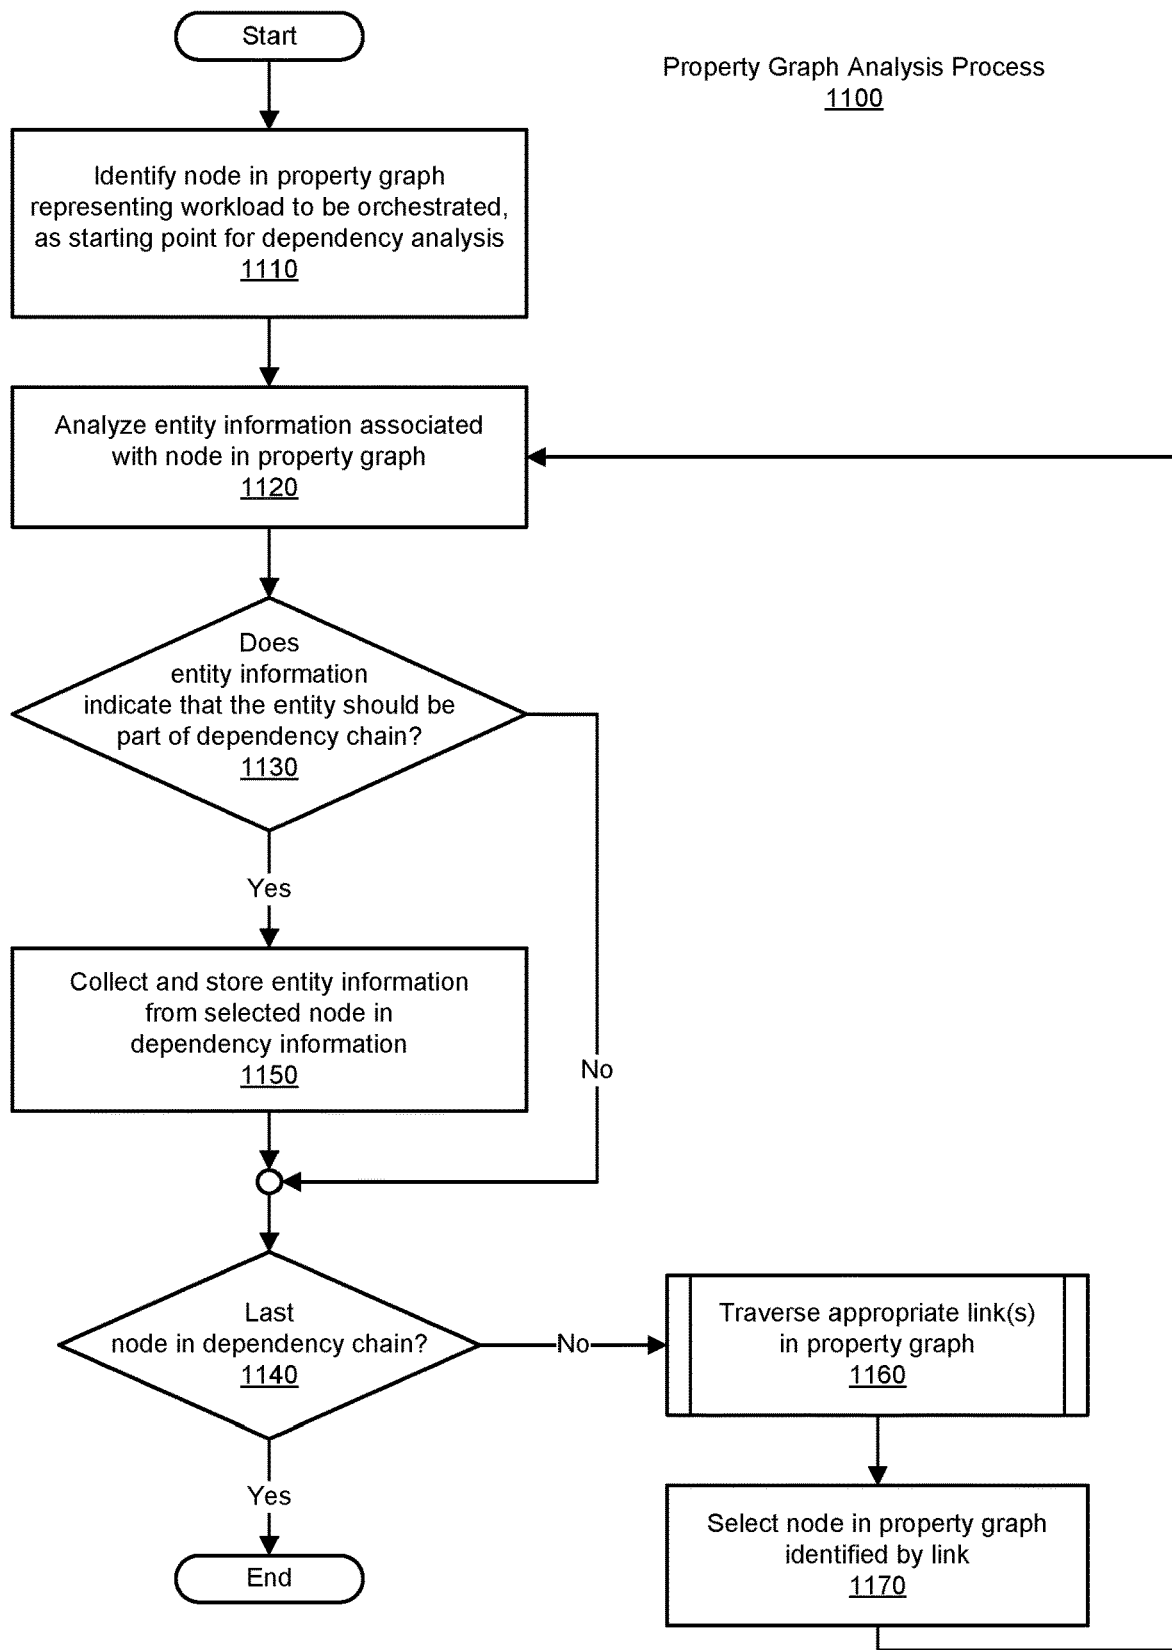 Start
Property Graph Analysis Process
1100
Identify node in property graph
representing workload to be orchestrated,
as starting point for dependency analysis
1110
Analyze entity information associated
with node in property graph
1120
Does
entity information
indicate that the entity should be
part of dependency chain?
1130
Yes
Collect and store entity information
from selected node in
dependency information
1150
No
Last
node in dependency chain?
1140
No
Traverse appropriate link(s)
in property graph
1160
Yes
Select node in property graph
identified by link
1170
End